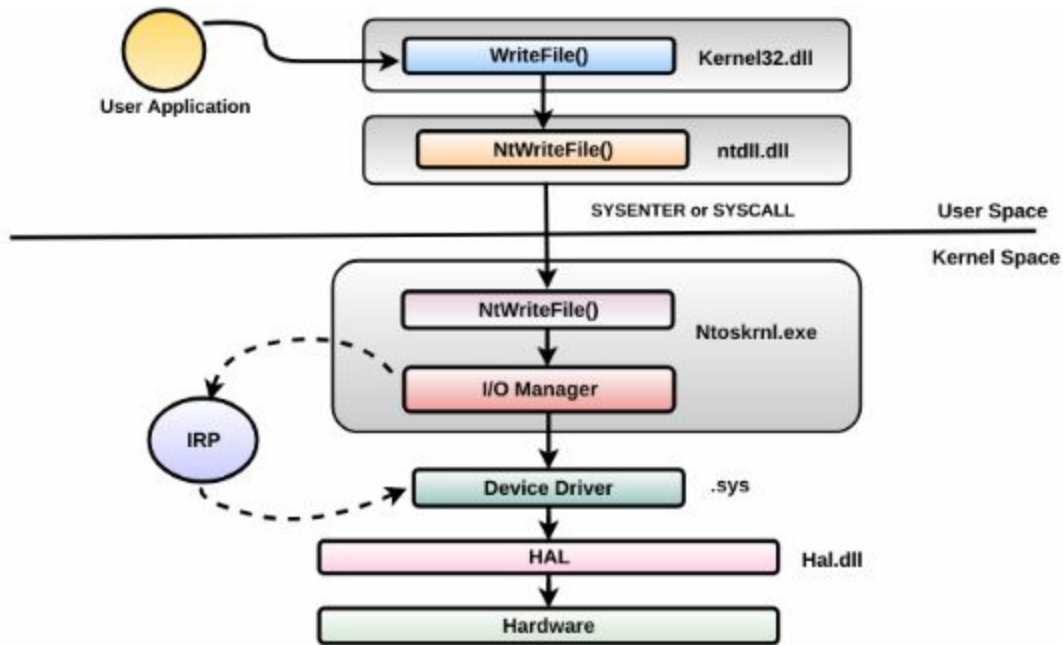 WriteFile()
Kernel32.dll
User Application
NtWriteFile()
ntdll.dll
SYSENTER or SYSCALL
User Space
Kernel Space
NtWriteFile()
Ntoskrnl.exe
I/O Manager
IRP
Device Driver
.sys
HAL
Hal.dll
Hardware